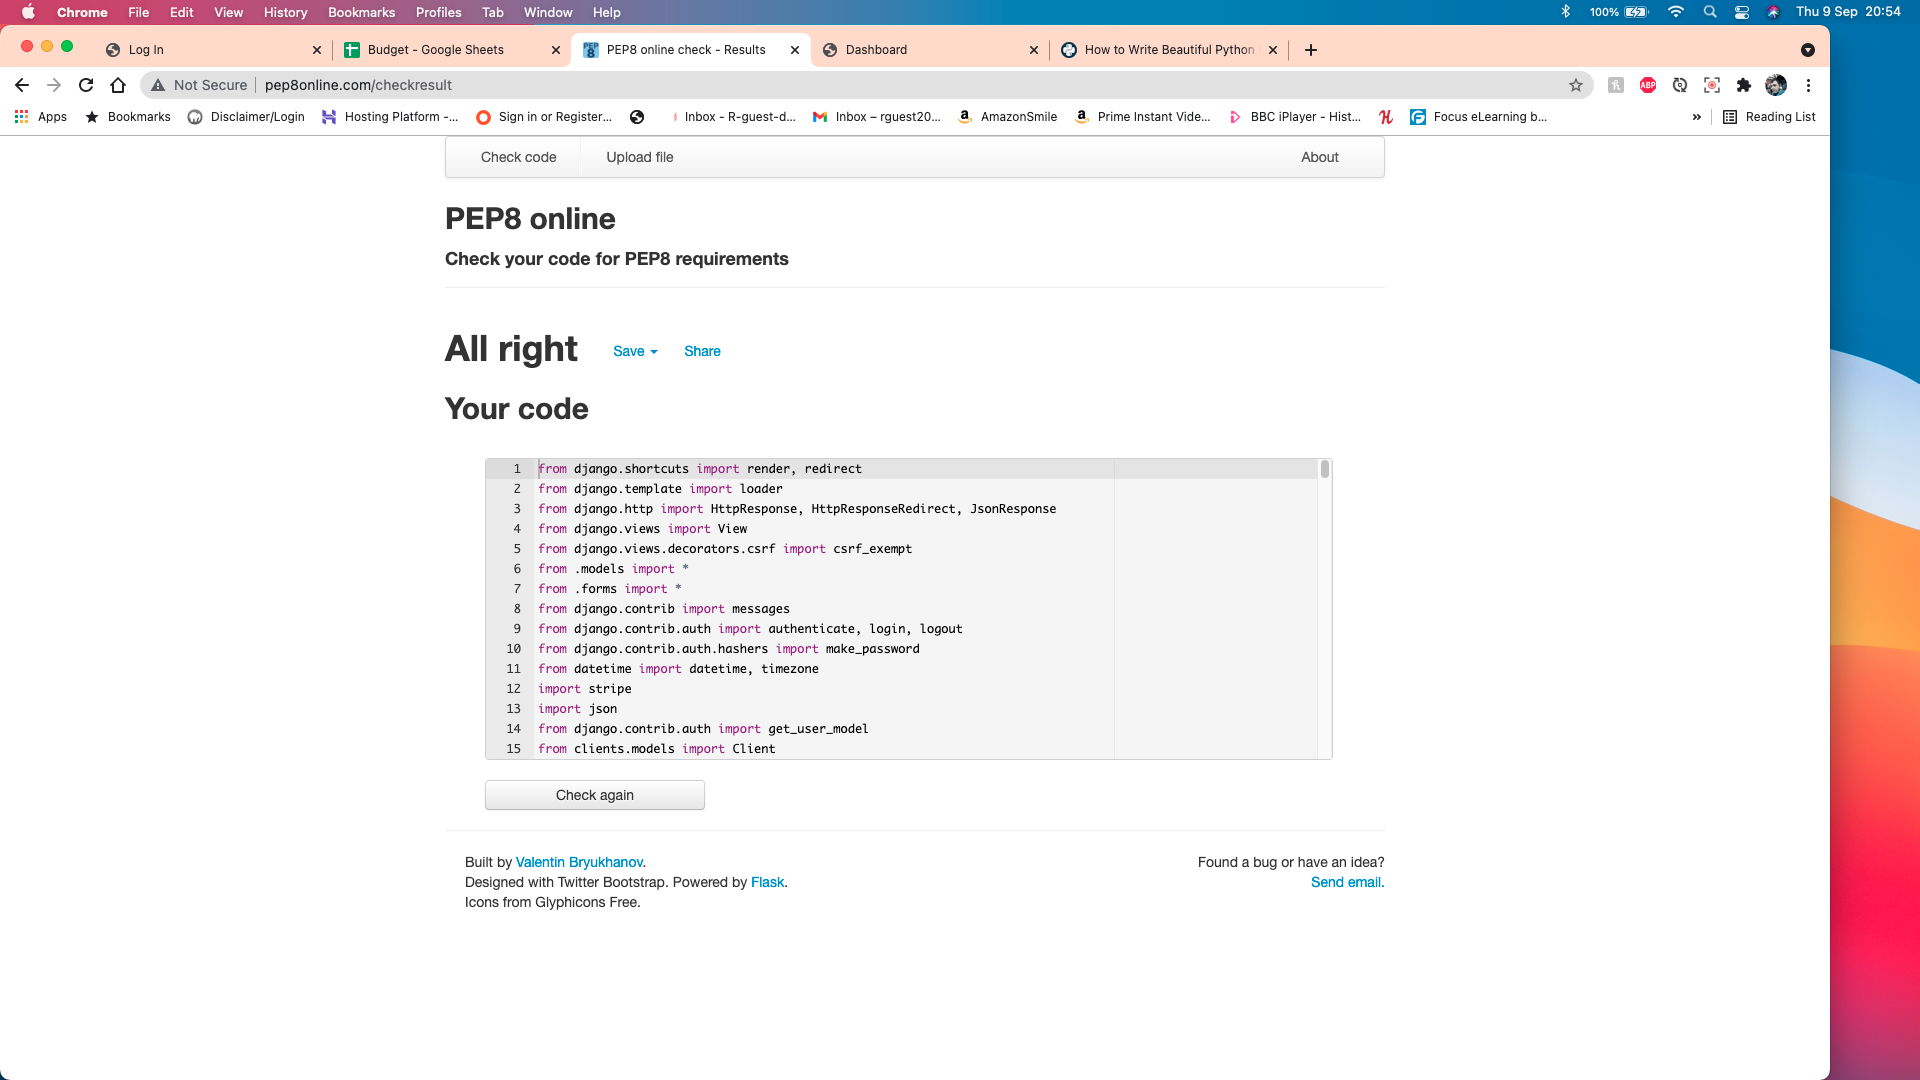 Chrome File Edit View History Bookmarks Profiles Tab Window Help 100% Thu 9 Sep 20:54
Log In Budget - Google Sheets PEP8 online check - Results Dashboard How to Write Beautiful Python
Not Secure pep8online.com/checkresult ABP
Apps Bookmarks Disclaimer/Login Hosting Platform -... Sign in or Register... Inbox - R-guest-d... Inbox – rguest20... AmazonSmile Prime Instant Vide... BBC iPlayer - Hist... Focus eLearning b... » Reading List
Check code Upload file About
PEP8 online
Check your code for PEP8 requirements
All right Save Share
Your code
1 from django.shortcuts import render, redirect
2 from django.template import loader
3 from django.http import HttpResponse, HttpResponseRedirect, JsonResponse
4 from django.views import View
5 from django.views.decorators.csrf import csrf_exempt
6 from .models import *
7 from .forms import *
8 from django.contrib import messages
9 from django.contrib.auth import authenticate, login, logout
10 from django.contrib.auth.hashers import make_password
11 from datetime import datetime, timezone
12 import stripe
13 import json
14 from django.contrib.auth import get_user_model
15 from clients.models import Client
Check again
Built by Valentin Bryukhanov. Found a bug or have an idea?
Designed with Twitter Bootstrap. Powered by Flask. Send email.
Icons from Glyphicons Free.